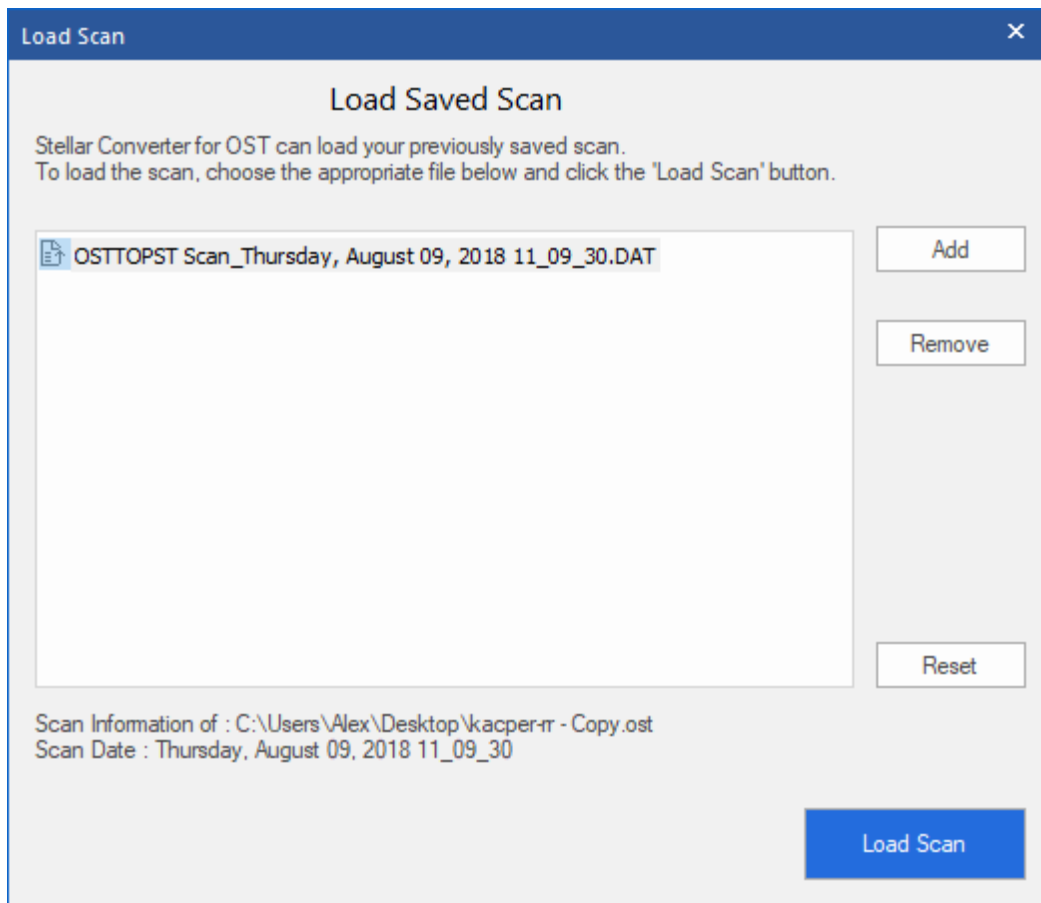 Load Scan
Load Saved Scan
Stellar Converter for OST can load your previously saved scan.
To load the scan, choose the appropriate file below and click the 'Load Scan' button.
OSTTOPST Scan_Thursday, August 09, 2018 11_09_30.DAT
Add
Remove
Reset
Scan Information of : C:\Users\Alex\Desktop\kacper-rr - Copy.ost
Scan Date : Thursday, August 09, 2018 11_09_30
Load Scan